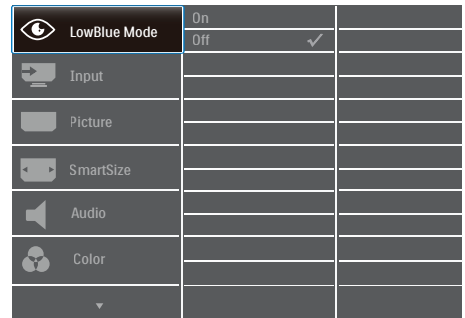 LowBlue Mode
On
Off
Input
Picture
SmartSize
Audio
Color